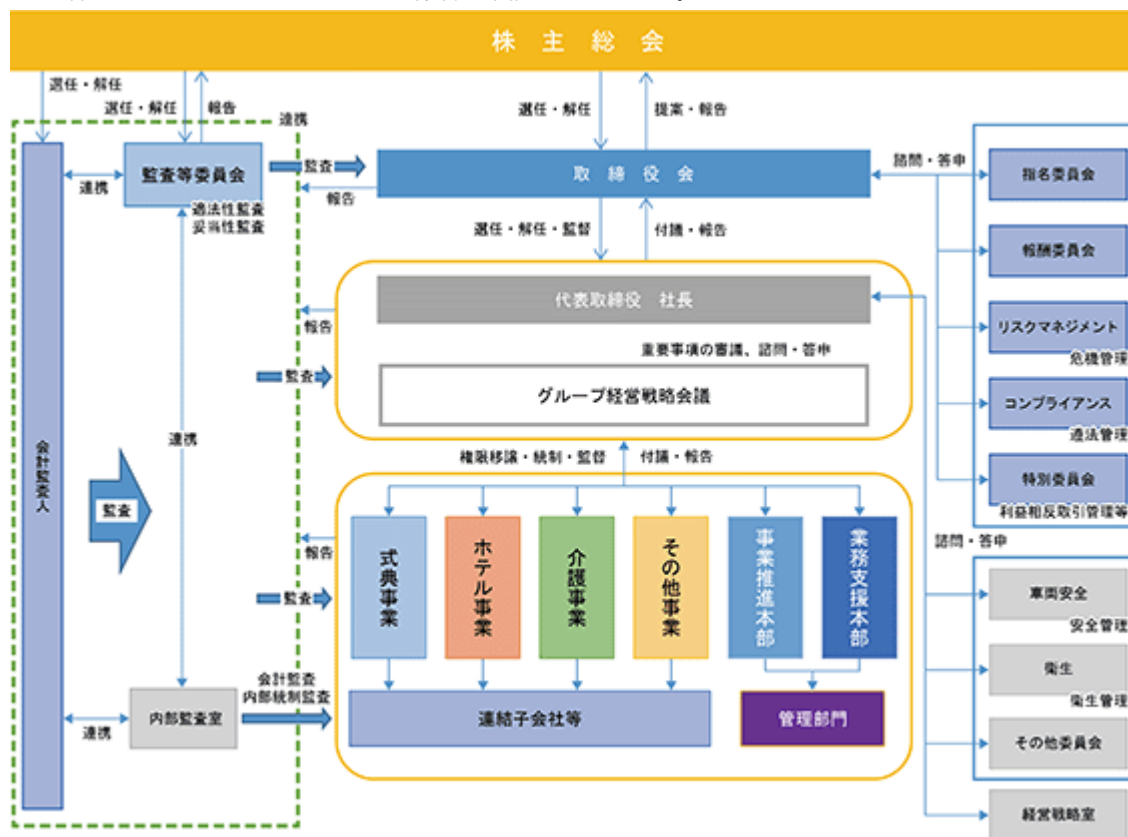 株主総会
選任・解任
選任・解任
報告
選任・解任
提案・報告
連携
監査等委員会
連携
適法性監査
妥当性監査
監査
報告
取締役会
諮問・答申
指名委員会
報酬委員会
リスクマネジメント
危機管理
コンプライアンス
遵法管理
特別委員会
利益相反取引管理等
選任・解任・監督
付議・報告
代表取締役 社長
報告
重要事項の審議、諮問・答申
監査
グループ経営戦略会議
連携
会計監査人
監査
権限移譲・統制・監督
付議・報告
報告
式典事業
ホテル事業
介護事業
その他事業
事業推進本部
業務支援本部
監査
会計監査
内部統制監査
内部監査室
連携
連結子会社等
管理部門
諮問・答申
車両安全
安全管理
衛生
衛生管理
その他委員会
経営戦略室